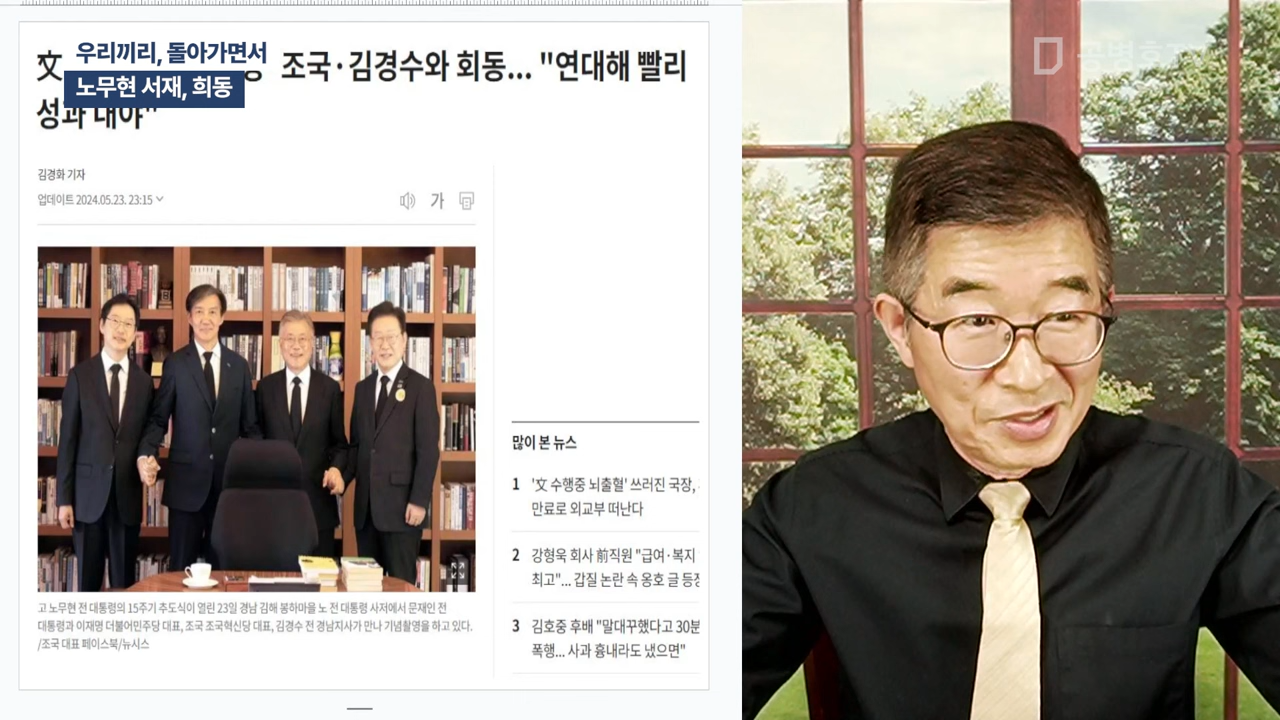 우리끼리, 돌아가면서
노무현 서재, 회동
文 조국·김경수와 회동... "연대해 빨리
성과 내야"
김경화 기자
업데이트 2024.05.23. 23:15
가
고 노무현 전 대통령의 15주기 추도식이 열린 23일 경남 김해 봉하마을 노 전 대통령 사저에서 문재인 전
대통령과 이재명 더불어민주당 대표, 조국 조국혁신당 대표, 김경수 전 경남지사가 만나 기념촬영을 하고 있다.
/조국 대표 페이스북/뉴시스
많이 본 뉴스
1 '文 수행중 뇌출혈' 쓰러진 국장,
만료로 외교부 떠난다
2 강형욱 회사 前직원 "급여·복지
최고"... 갑질 논란 속 옹호 글 등장
3 김호중 후배 "말대꾸했다고 30분
폭행... 사과 흉내라도 냈으면"
공병호